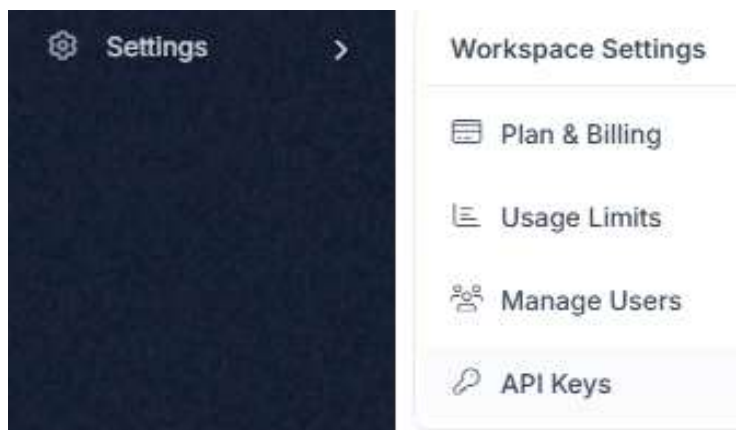 Settings
Workspace Settings
Plan & Billing
Usage Limits
Manage Users
API Keys